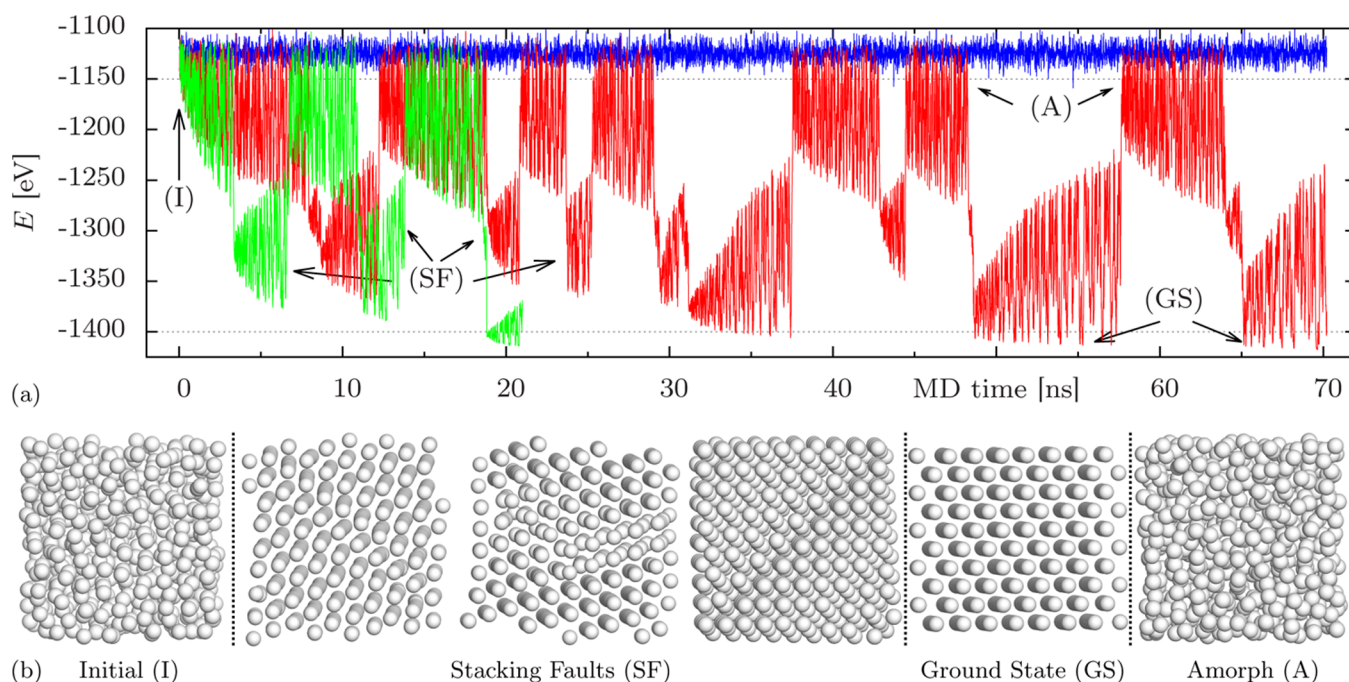 (a)
E [eV]
-1100
-1150
-1200
-1250
-1300
-1350
-1400
(I)
(SF)
(A)
(GS)
0 10 20 30 40 MD time [ns] 60 70
(b) Initial (I) Stacking Faults (SF) Ground State (GS) Amorph (A)